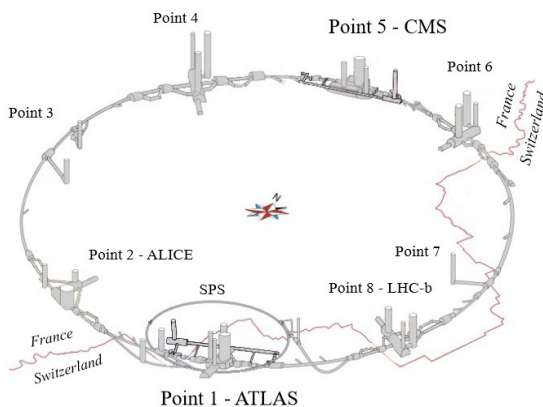 Point 4
Point 5 - CMS
Point 6
France
Switzerland
Point 3
N
Point 2 - ALICE
Point 7
SPS
Point 8 - LHC-b
France
Switzerland
Point 1 - ATLAS